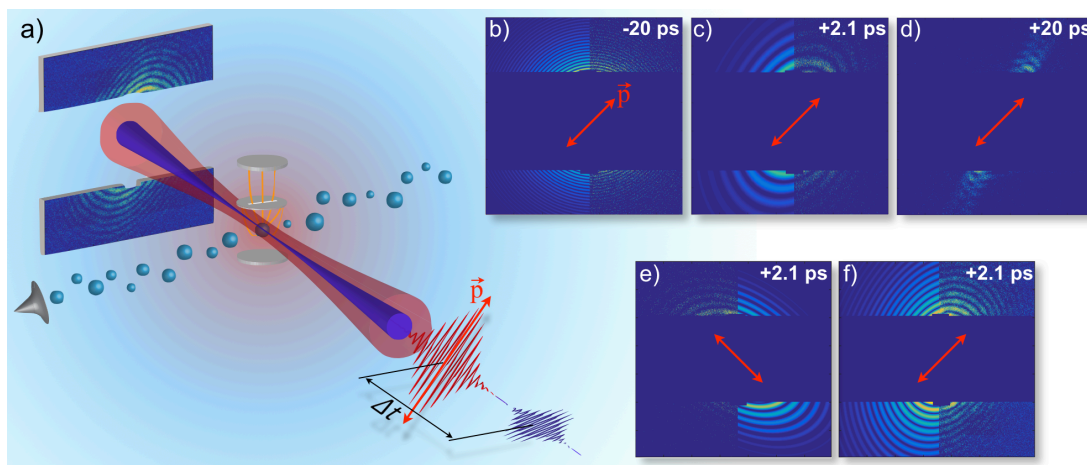 a)
p⃗
Δt
b)
-20 ps
p⃗
c)
+2.1 ps
d)
+20 ps
e)
+2.1 ps
f)
+2.1 ps